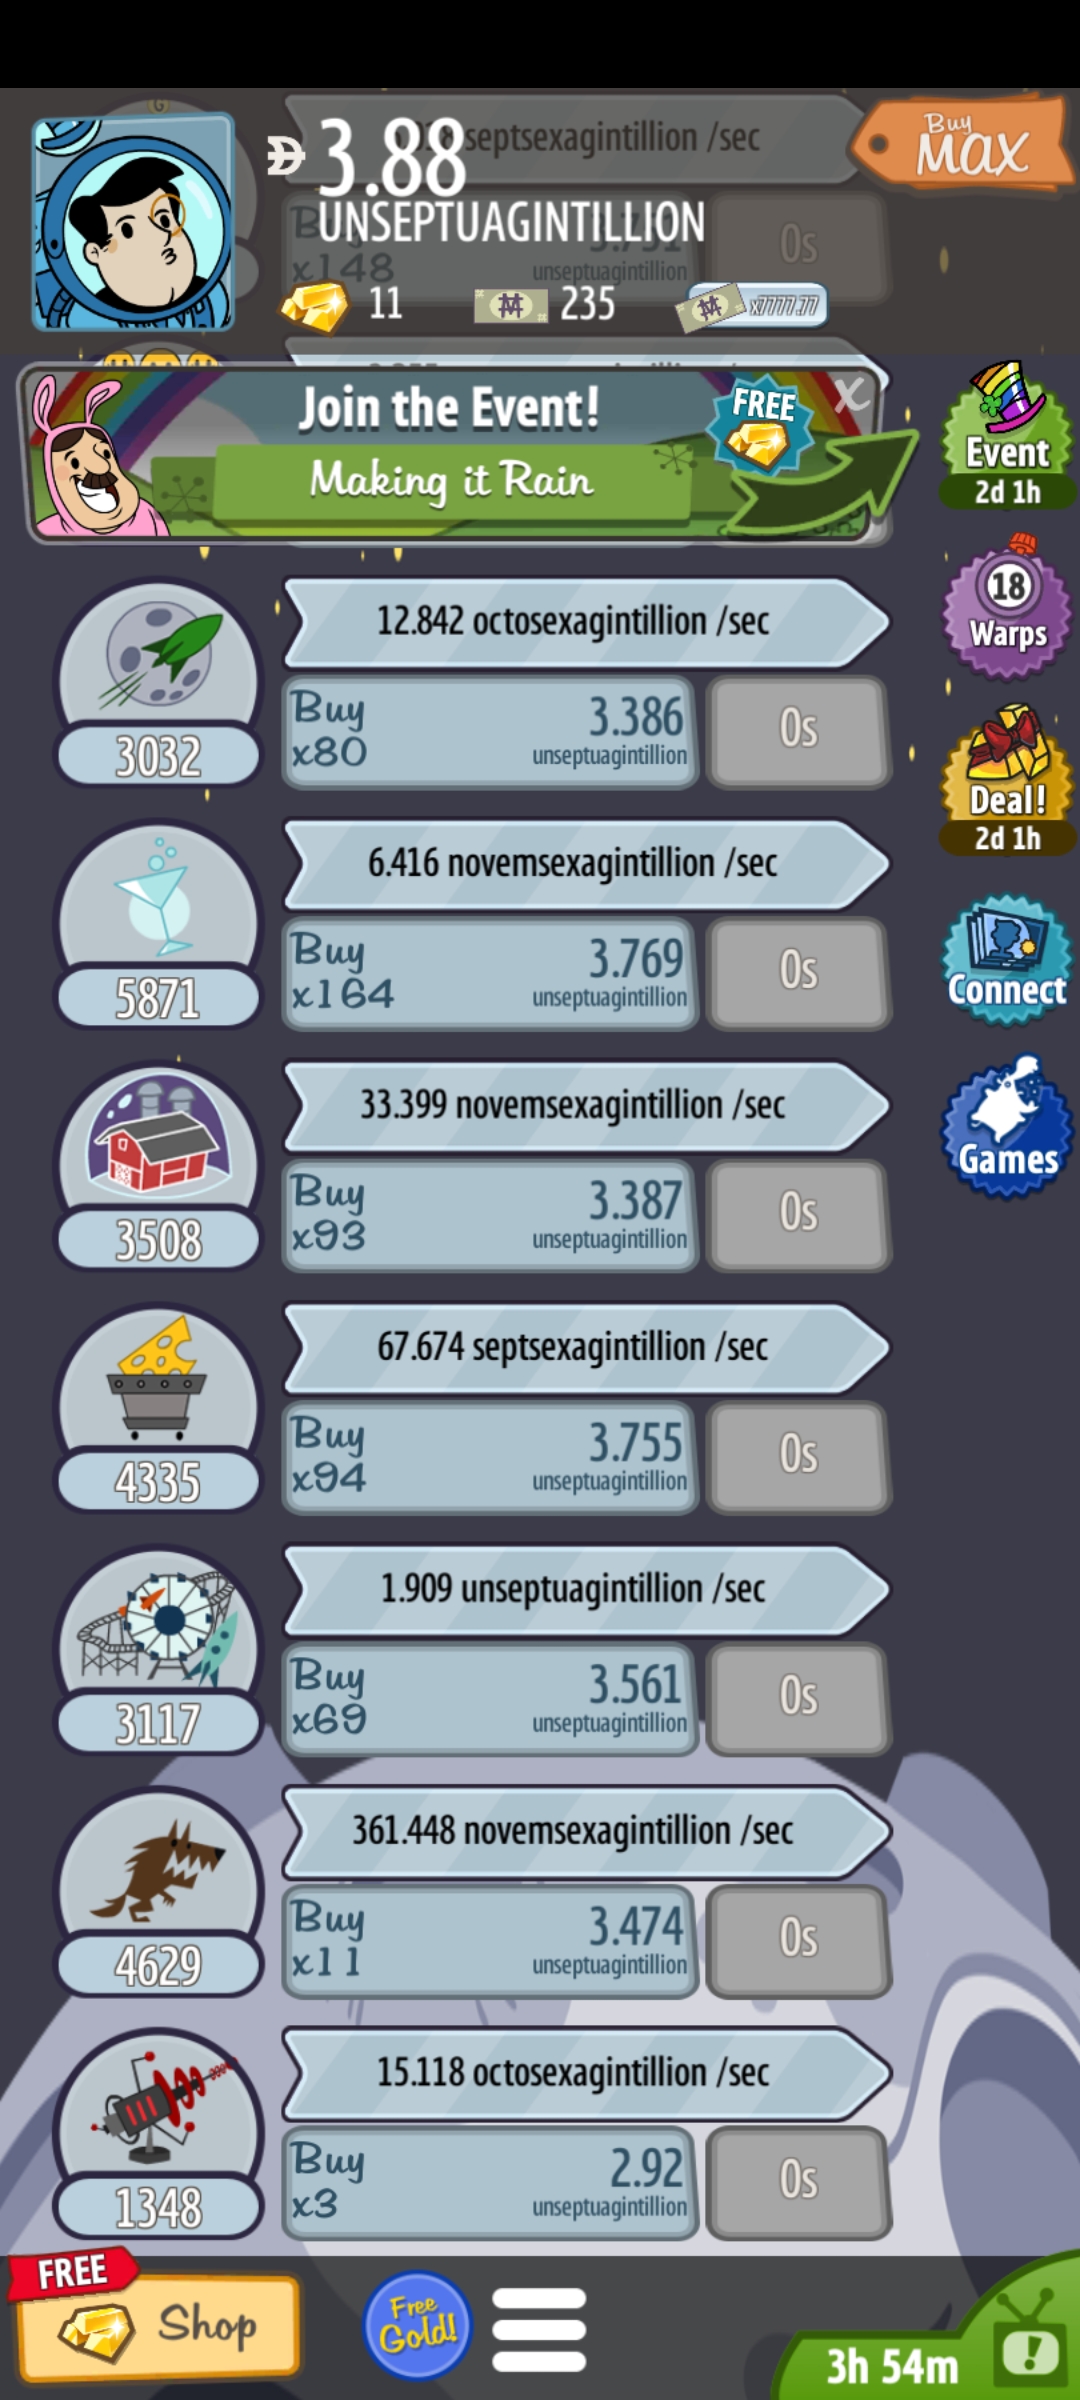 septsexagintillion /sec
3.88
UNSEPTUAGINTILLION
Buy
MAX
x148
unseptuagintillion
0s
11
235
x7777.77
Join the Event!
Making it Rain
FREE
X
Event
2d 1h
12.842 octosexagintillion /sec
Buy
x80
3.386
unseptuagintillion
0s
3032
18
Warps
6.416 novemsexagintillion /sec
Buy
x164
3.769
unseptuagintillion
0s
5871
Deal!
2d 1h
33.399 novemsexagintillion /sec
Buy
x93
3.387
unseptuagintillion
0s
3508
Connect
Games
67.674 septsexagintillion /sec
Buy
x94
3.755
unseptuagintillion
0s
4335
1.909 unseptuagintillion /sec
Buy
x69
3.561
unseptuagintillion
0s
3117
361.448 novemsexagintillion /sec
Buy
x11
3.474
unseptuagintillion
0s
4629
15.118 octosexagintillion /sec
Buy
x3
2.92
unseptuagintillion
0s
1348
FREE
Shop
Free
Gold!
3h 54m